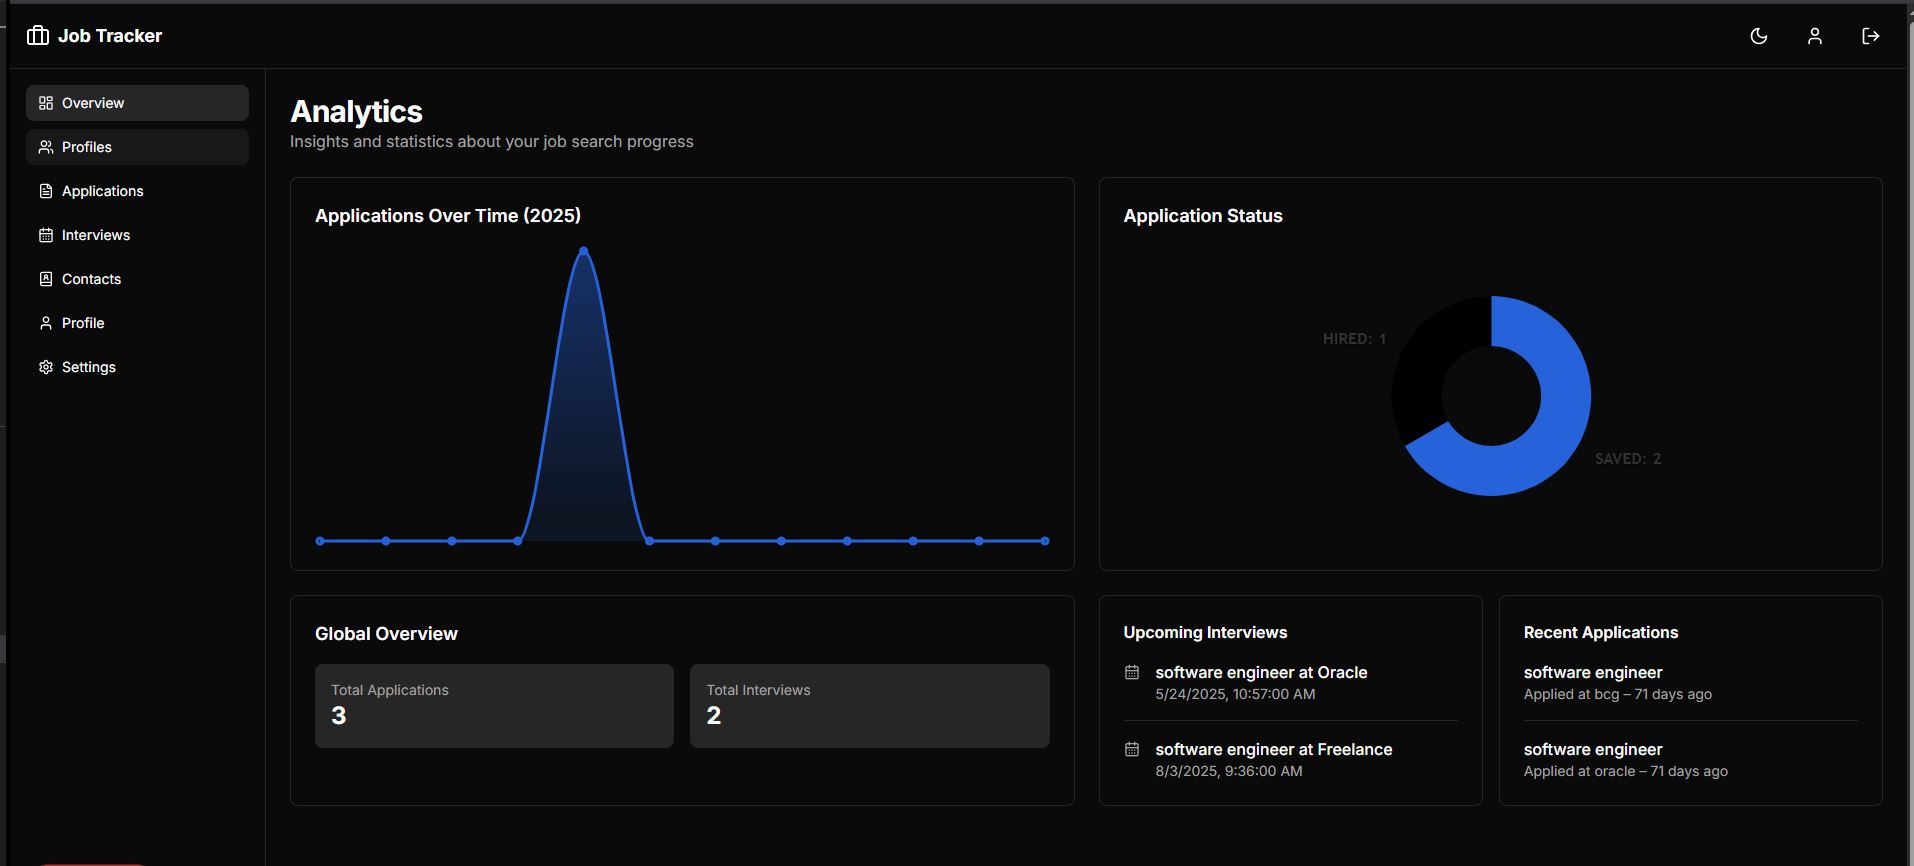 Job Tracker
Overview
Profiles
Applications
Interviews
Contacts
Profile
Settings
Analytics
Insights and statistics about your job search progress
Applications Over Time (2025)
Application Status
HIRED: 1
SAVED: 2
Global Overview
Total Applications
3
Total Interviews
2
Upcoming Interviews
software engineer at Oracle
5/24/2025, 10:57:00 AM
software engineer at Freelance
8/3/2025, 9:36:00 AM
Recent Applications
software engineer
Applied at bcg – 71 days ago
software engineer
Applied at oracle – 71 days ago